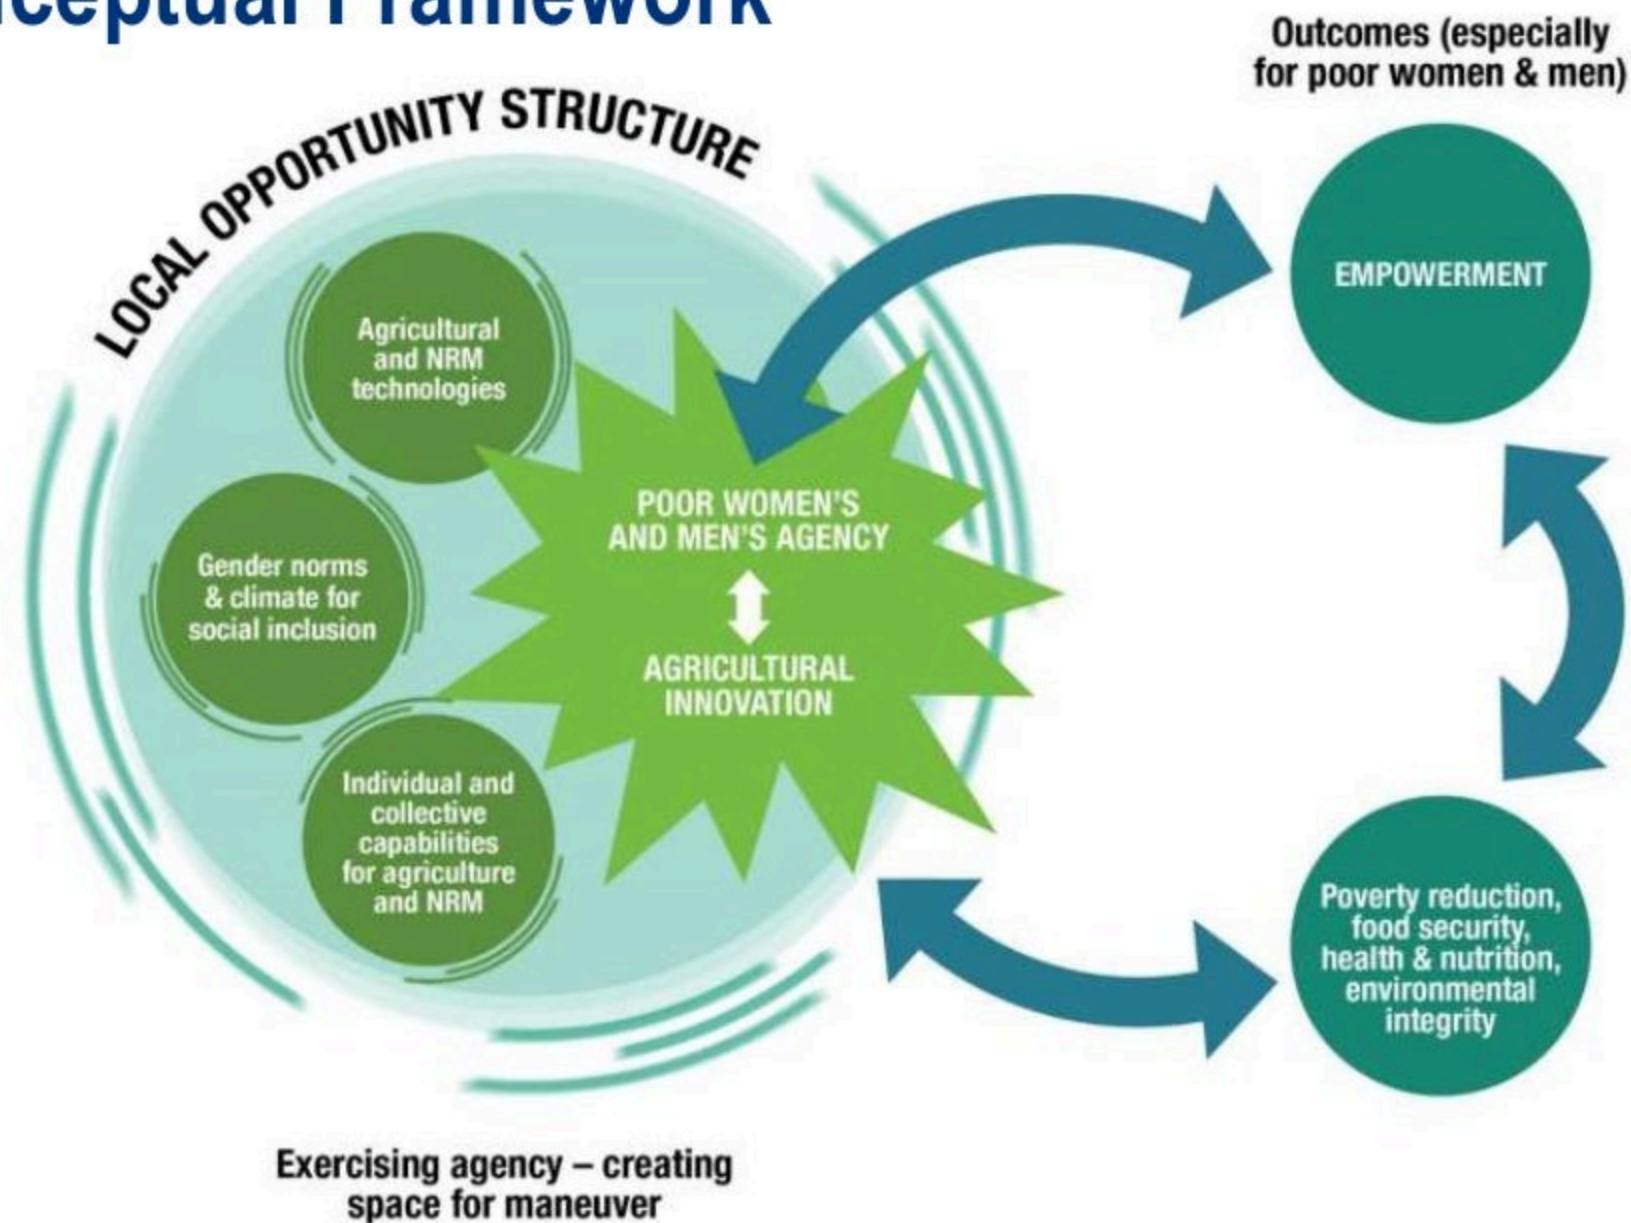 ceptual Framework
Outcomes (especially
for poor women & men)
LOCAL OPPORTUNITY STRUCTURE
Agricultural
and NRM
technologies
EMPOWERMENT
POOR WOMEN'S
AND MEN'S AGENCY
AGRICULTURAL
INNOVATION
Gender norms
& climate for
social inclusion
Individual and
collective
capabilities
for agriculture
and NRM
Poverty reduction,
food security,
health & nutrition,
environmental
integrity
Exercising agency – creating
space for maneuver